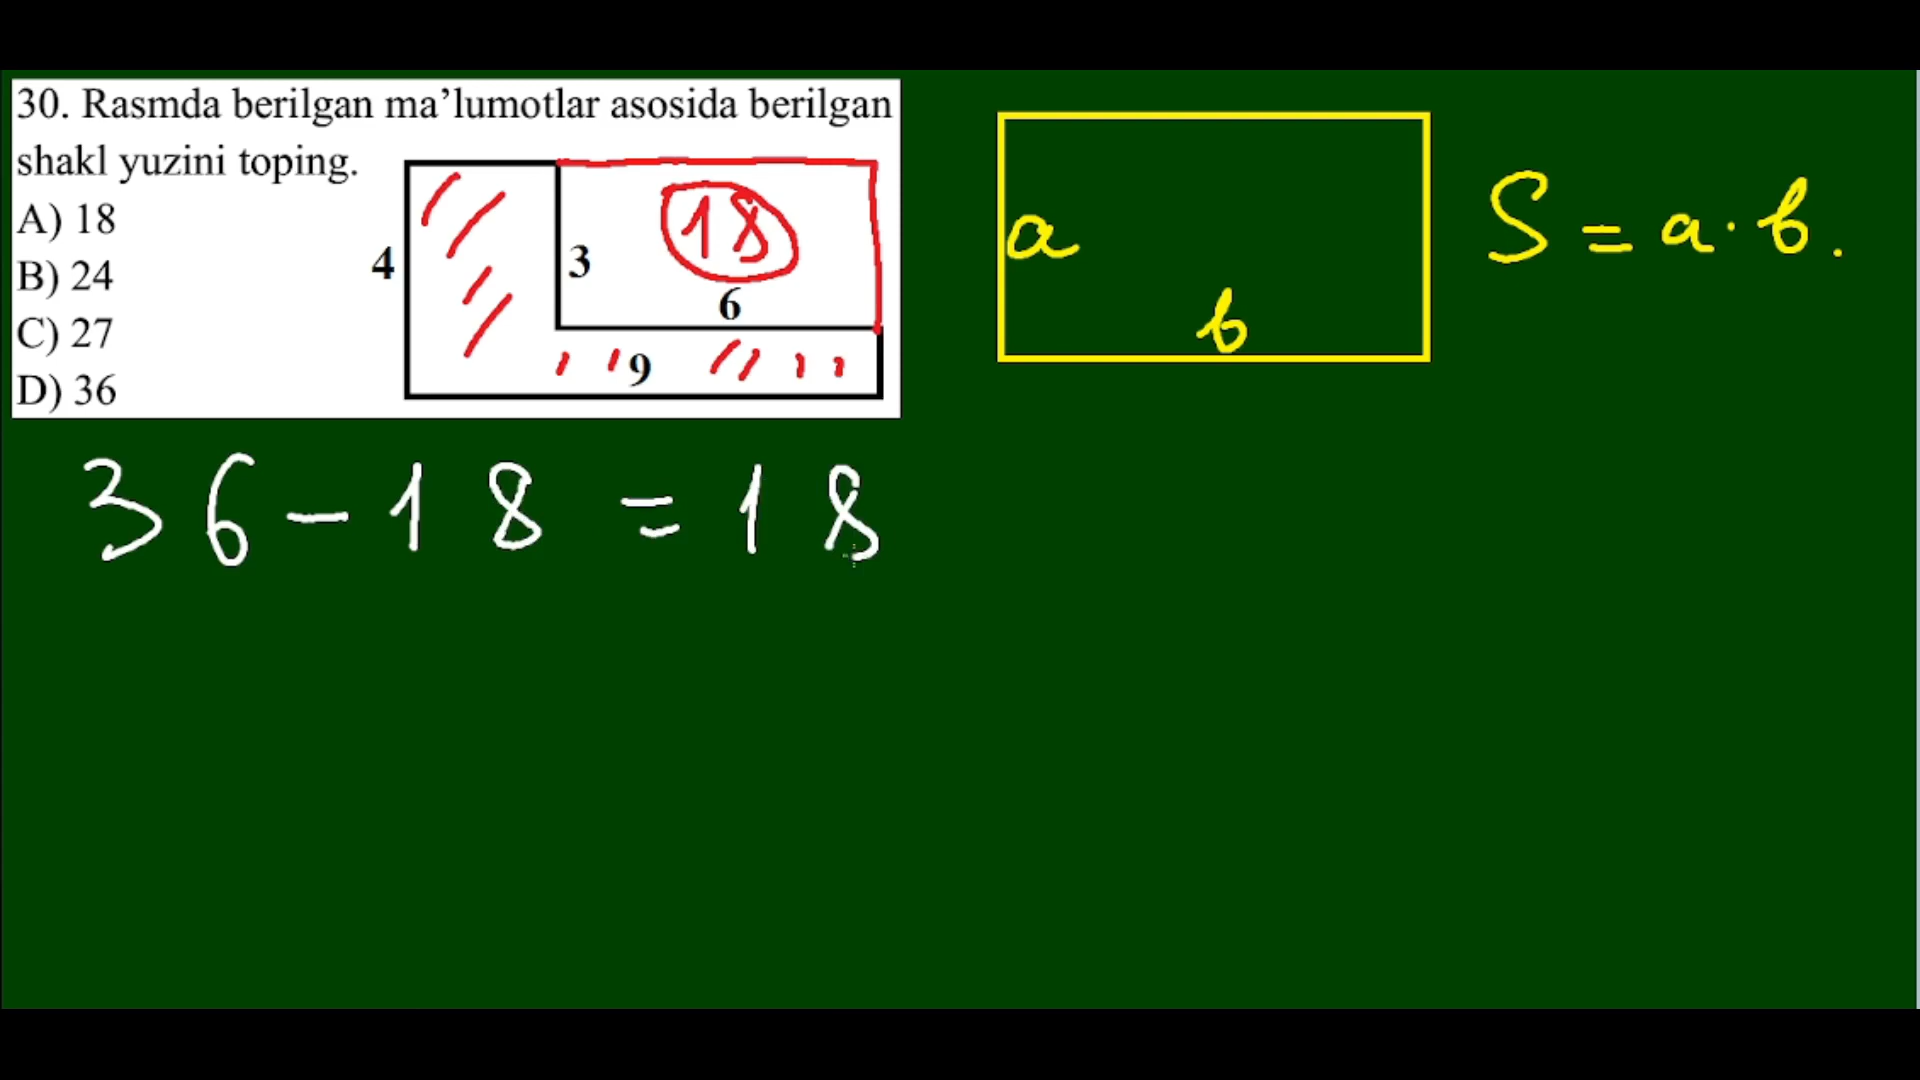 30. Rasmda berilgan ma’lumotlar asosida berilgan
shakl yuzini toping.
A) 18
B) 24
C) 27
D) 36
4
3
18
6
9
a
b
S = a · b.
36 - 18 = 18